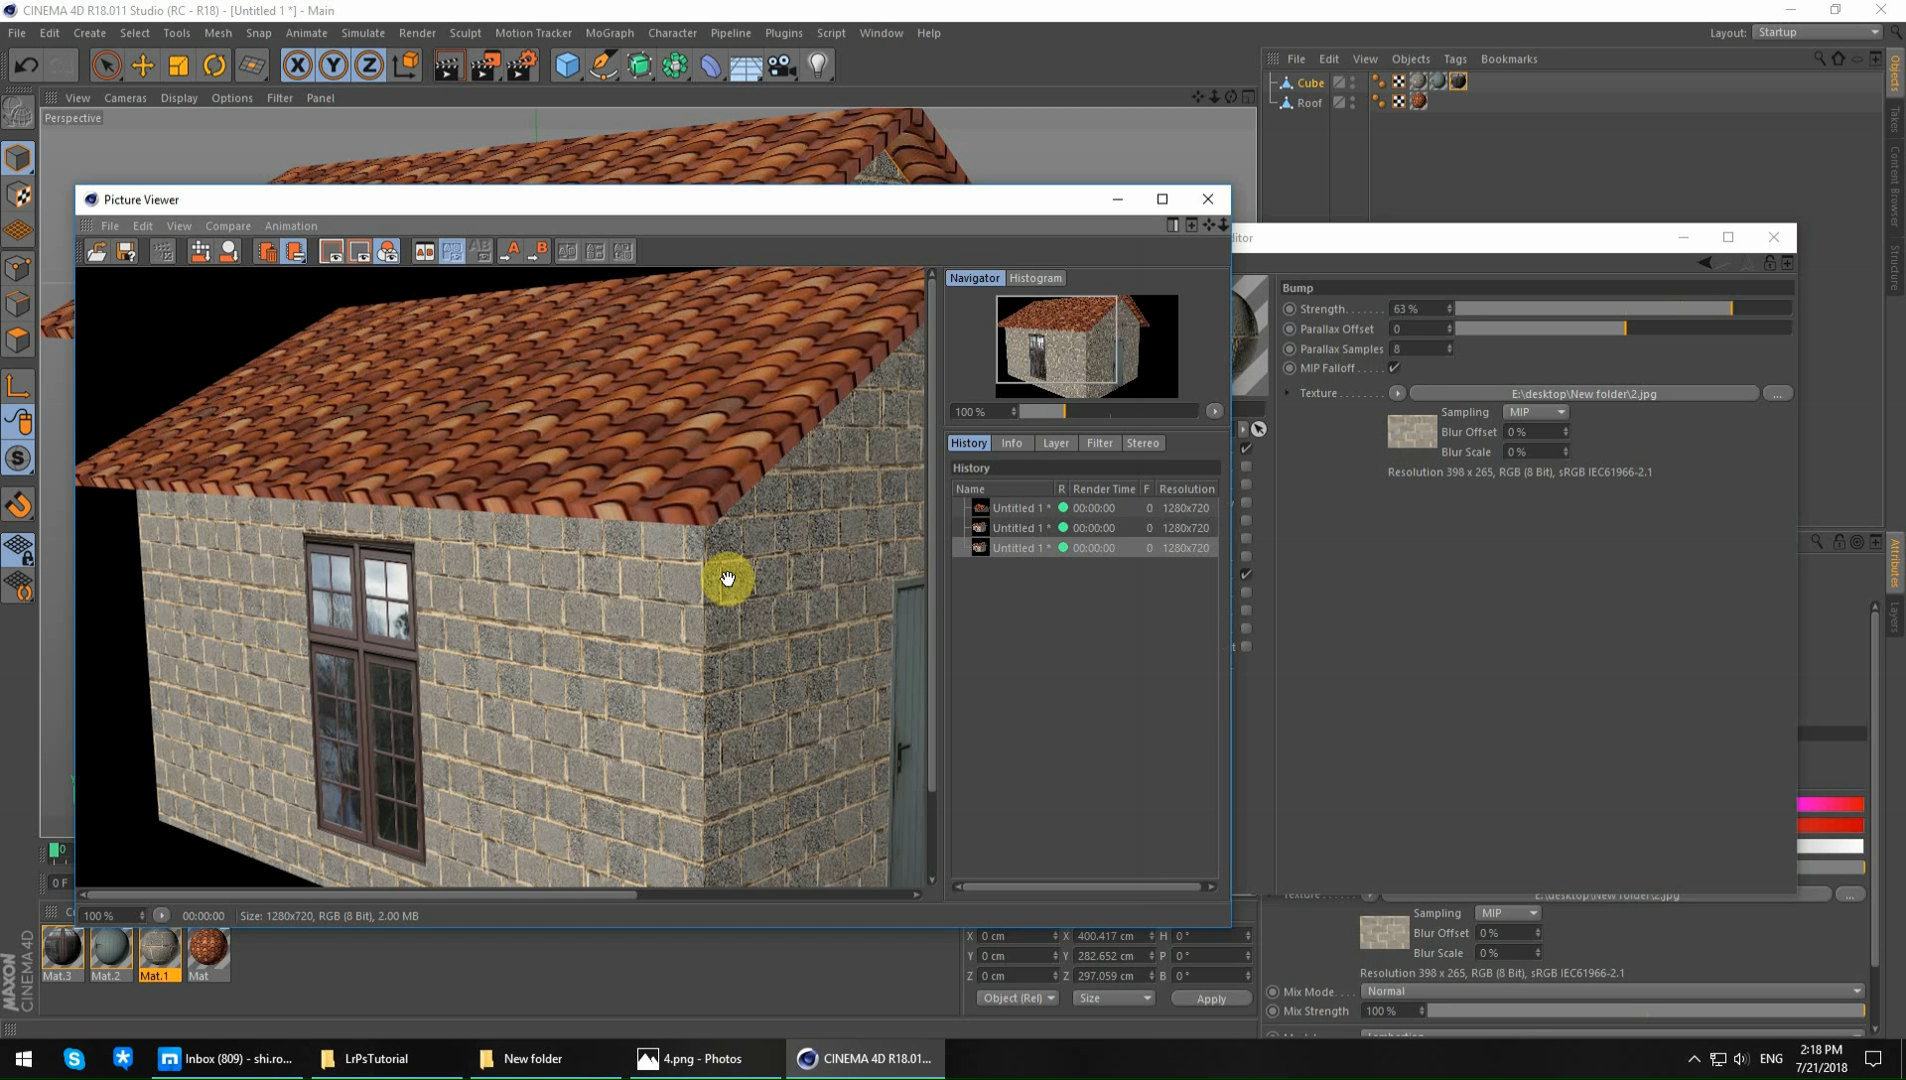 CINEMA 4D R18.011 Studio (RC - R18) - [Untitled 1 *] - Main
File Edit Create Select Tools Mesh Snap Animate Simulate Render Sculpt Motion Tracker MoGraph Character Pipeline Plugins Script Window Help
Layout: Startup
X Y Z
File Edit View Objects Tags Bookmarks
View Cameras Display Options Filter Panel
Perspective
Cube
Roof
Objects
Takes
Content Browser
Structure
Picture Viewer
File Edit View Compare Animation
Navigator Histogram
100 %
History Info Layer Filter Stereo
History
Name R Render Time F Resolution
Untitled 1 * 00:00:00 0 1280x720
Untitled 1 * 00:00:00 0 1280x720
Untitled 1 * 00:00:00 0 1280x720
100 % 00:00:00 Size: 1280x720, RGB (8 Bit), 2.00 MB
Bump
Strength....... 63 %
Parallax Offset 0
Parallax Samples 8
MIP Falloff.....
Texture........ E:\desktop\New folder\2.jpg ...
Sampling MIP
Blur Offset 0 %
Blur Scale 0 %
Resolution 398 x 265, RGB (8 Bit), sRGB IEC61966-2.1
Attributes
Layers
0
0 F
Mat.3 Mat.2 Mat.1 Mat
MAXON CINEMA 4D
X 0 cm X 400.417 cm H 0 °
Y 0 cm Y 282.652 cm P 0 °
Z 0 cm Z 297.059 cm B 0 °
Object (Rel) Size Apply
Sampling MIP
Blur Offset 0 %
Blur Scale 0 %
Resolution 398 x 265, RGB (8 Bit), sRGB IEC61966-2.1
Mix Mode.... Normal
Mix Strength 100 %
Inbox (809) - shi.ro... LrPsTutorial New folder 4.png - Photos CINEMA 4D R18.01...
ENG
2:18 PM
7/21/2018